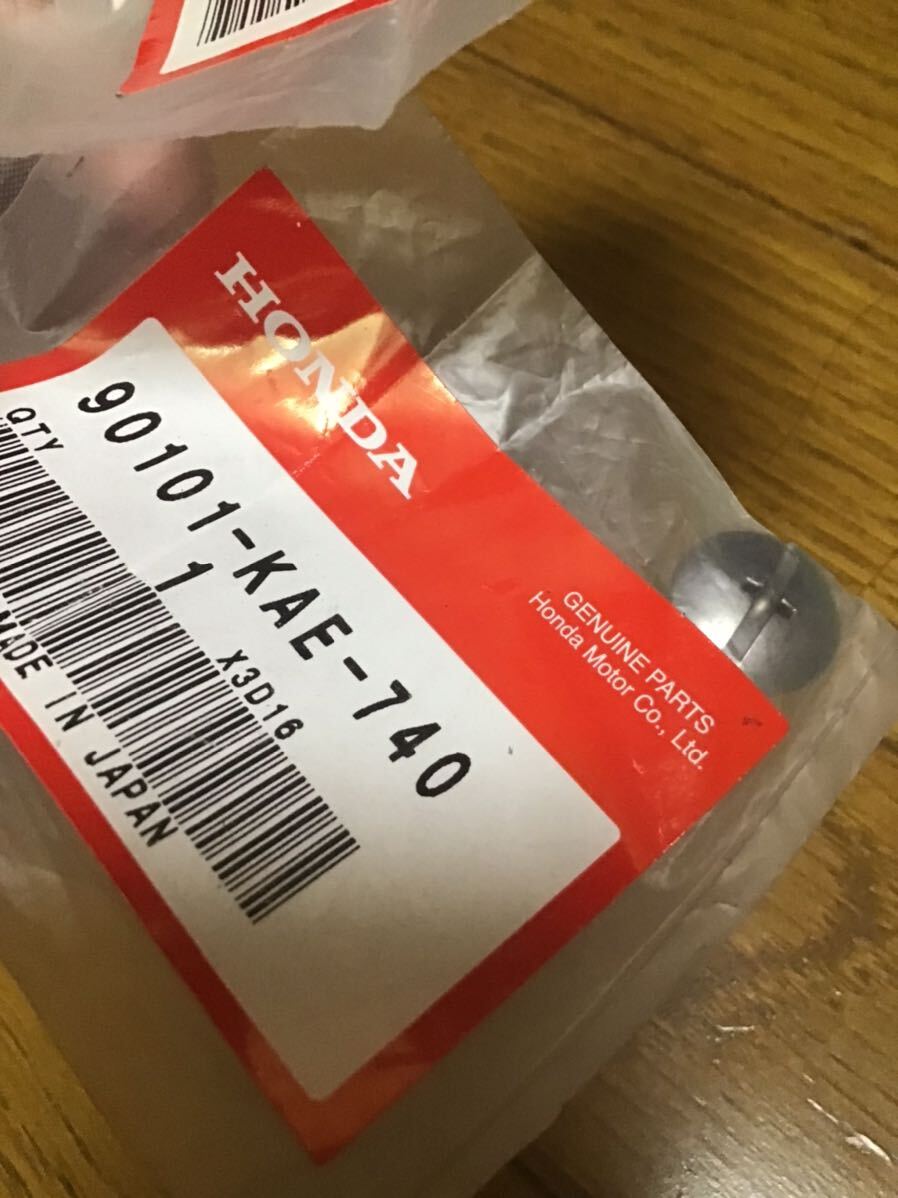 HONDA
GENUINE PARTS
Honda Motor Co., Ltd.
90101-KAE-740
QTY 1 X3D16
MADE IN JAPAN